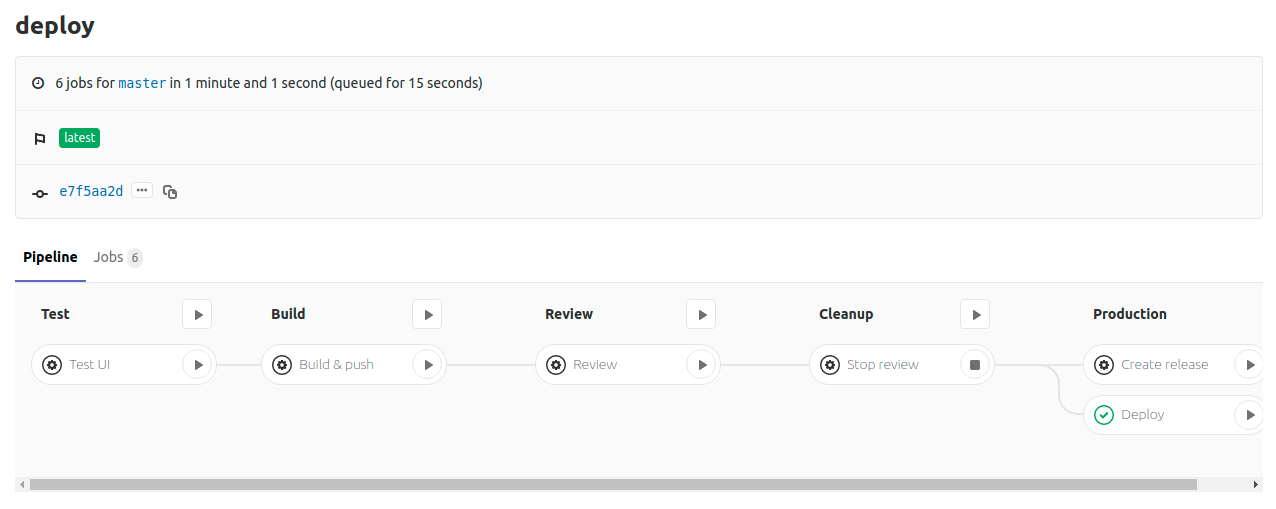 deploy
6 jobs for master in 1 minute and 1 second (queued for 15 seconds)
latest
e7f5aa2d
Pipeline Jobs 6
Test Build Review Cleanup Production
Test UI Build & push Review Stop review Create release
Deploy